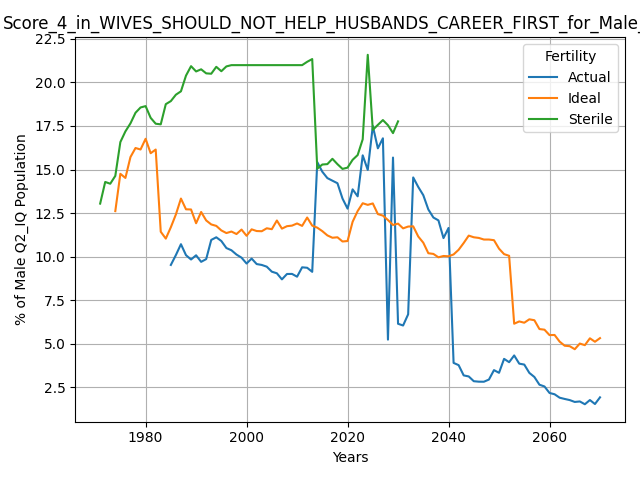 Score_4_in_WIVES_SHOULD_NOT_HELP_HUSBANDS_CAREER_FIRST_for_Male_
Fertility
Actual
Ideal
Sterile
% of Male Q2_IQ Population
22.5
20.0
17.5
15.0
12.5
10.0
7.5
5.0
2.5
1980 2000 2020 2040 2060
Years